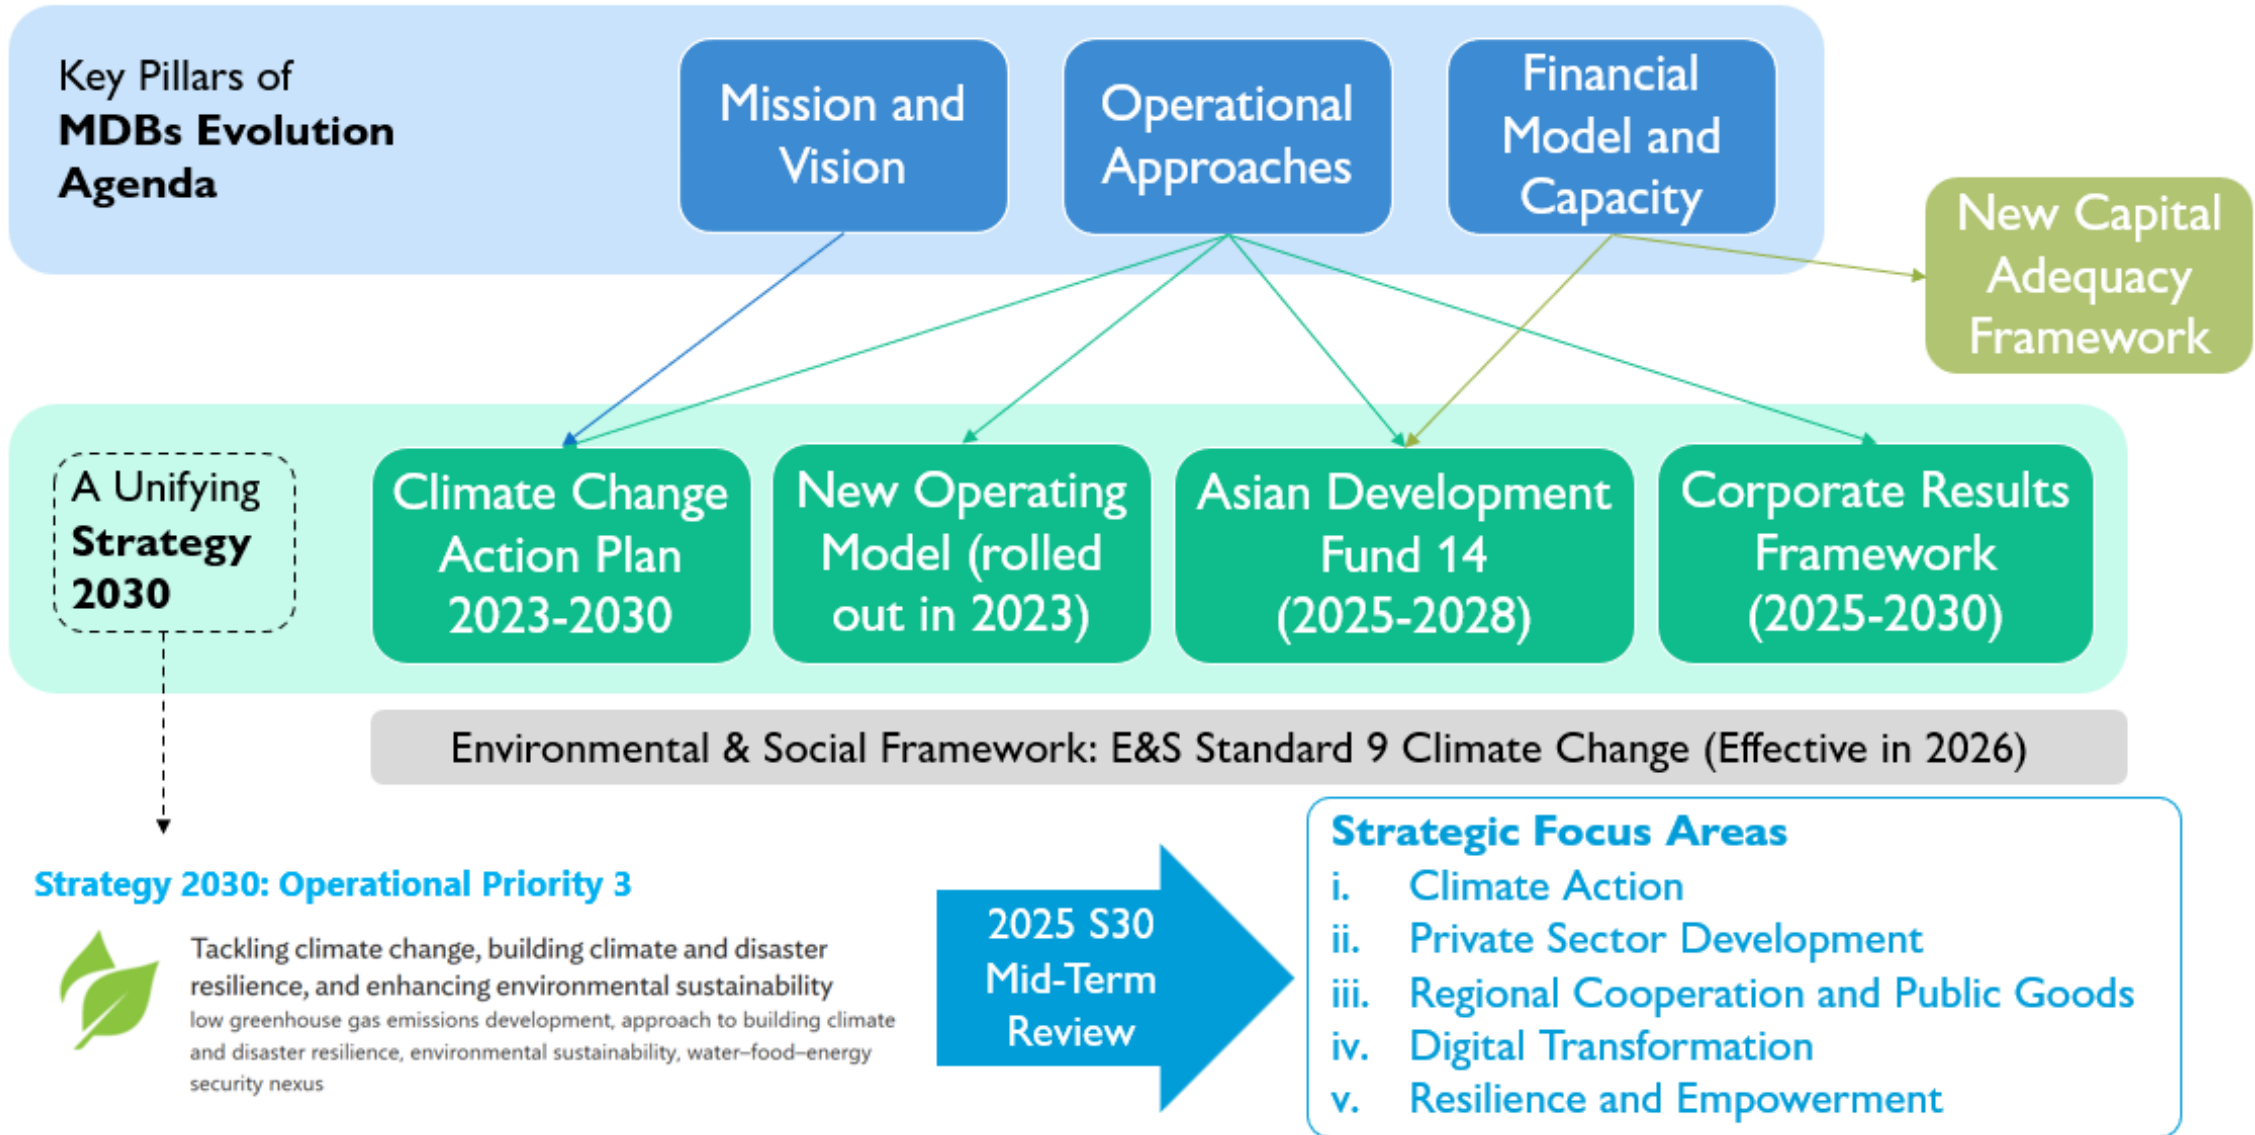 Key Pillars of
MDBs Evolution
Agenda
Mission and
Vision
Operational
Approaches
Financial
Model and
Capacity
New Capital
Adequacy
Framework
A Unifying
Strategy
2030
Climate Change
Action Plan
2023-2030
New Operating
Model (rolled
out in 2023)
Asian Development
Fund 14
(2025-2028)
Corporate Results
Framework
(2025-2030)
Environmental & Social Framework: E&S Standard 9 Climate Change (Effective in 2026)
Strategy 2030: Operational Priority 3
Tackling climate change, building climate and disaster
resilience, and enhancing environmental sustainability
low greenhouse gas emissions development, approach to building climate
and disaster resilience, environmental sustainability, water–food–energy
security nexus
2025 S30
Mid-Term
Review
Strategic Focus Areas
i. Climate Action
ii. Private Sector Development
iii. Regional Cooperation and Public Goods
iv. Digital Transformation
v. Resilience and Empowerment